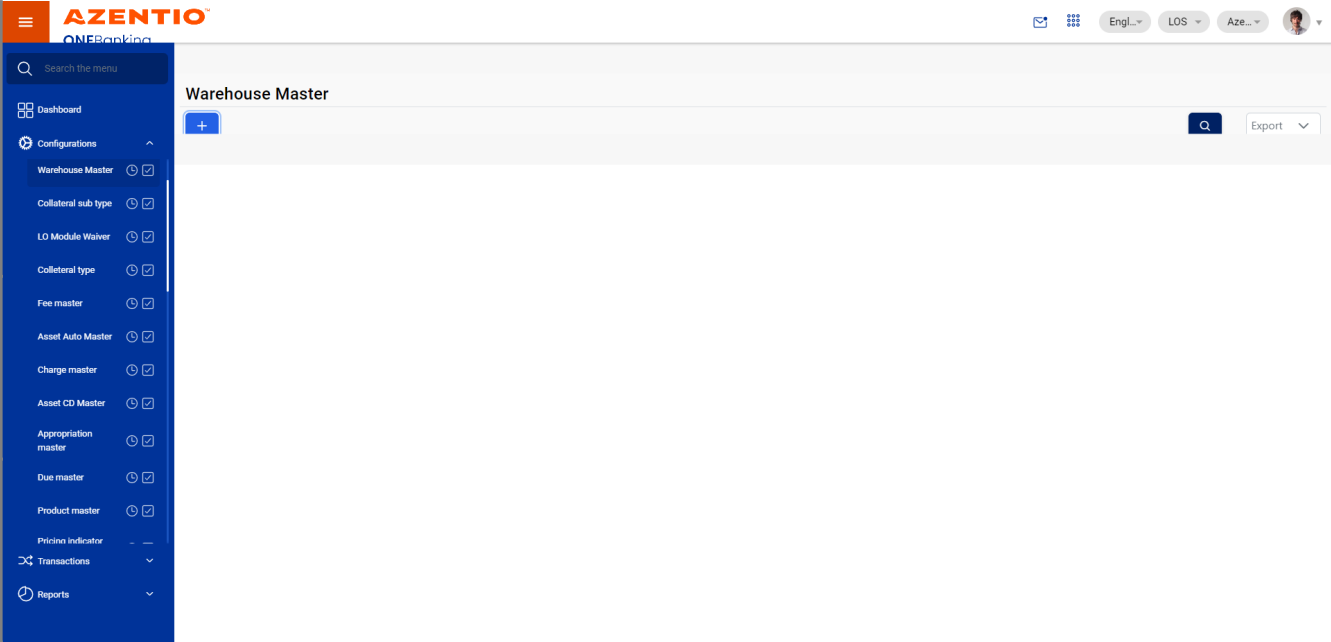 AZENTIO™
ONEBanking
Engl...
LOS
Aze...
Search the menu
Dashboard
Configurations
Warehouse Master
Collateral sub type
LO Module Waiver
Colleteral type
Fee master
Asset Auto Master
Charge master
Asset CD Master
Appropriation
master
Due master
Product master
Pricing indicator
Transactions
Reports
Warehouse Master
+
Export